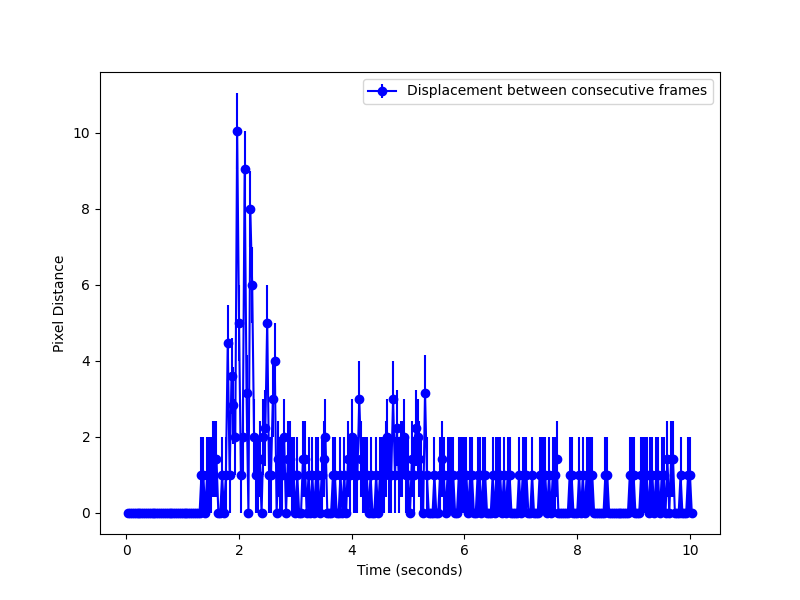 Displacement between consecutive frames
10
8
6
4
2
0
Pixel Distance
0 2 4 6 8 10
Time (seconds)